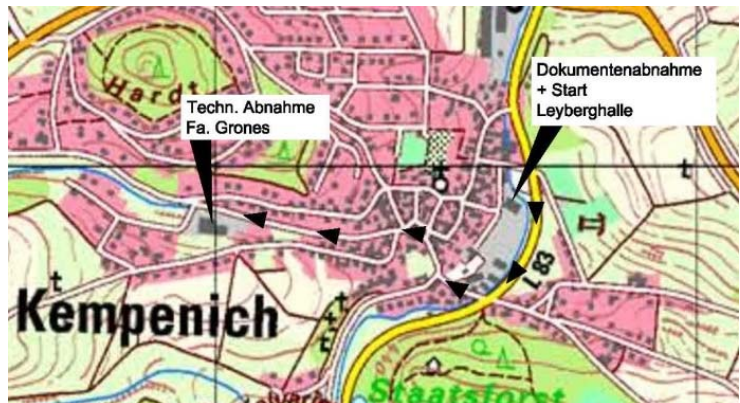 Hardt
Techn. Abnahme
Fa. Grones
Dokumentenabnahme
+ Start
Leyberghalle
L 83
Kempenich
Staatsforst